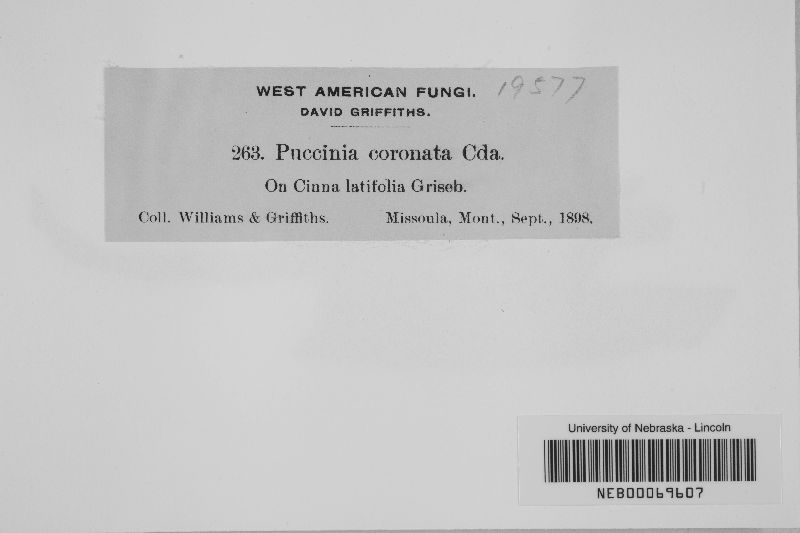 WEST AMERICAN FUNGI. 19577
DAVID GRIFFITHS.
263. Puccinia coronata Cda.
On Cinna latifolia Griseb.
Coll. Williams & Griffiths. Missoula, Mont., Sept., 1898.
University of Nebraska - Lincoln
NEB00069607